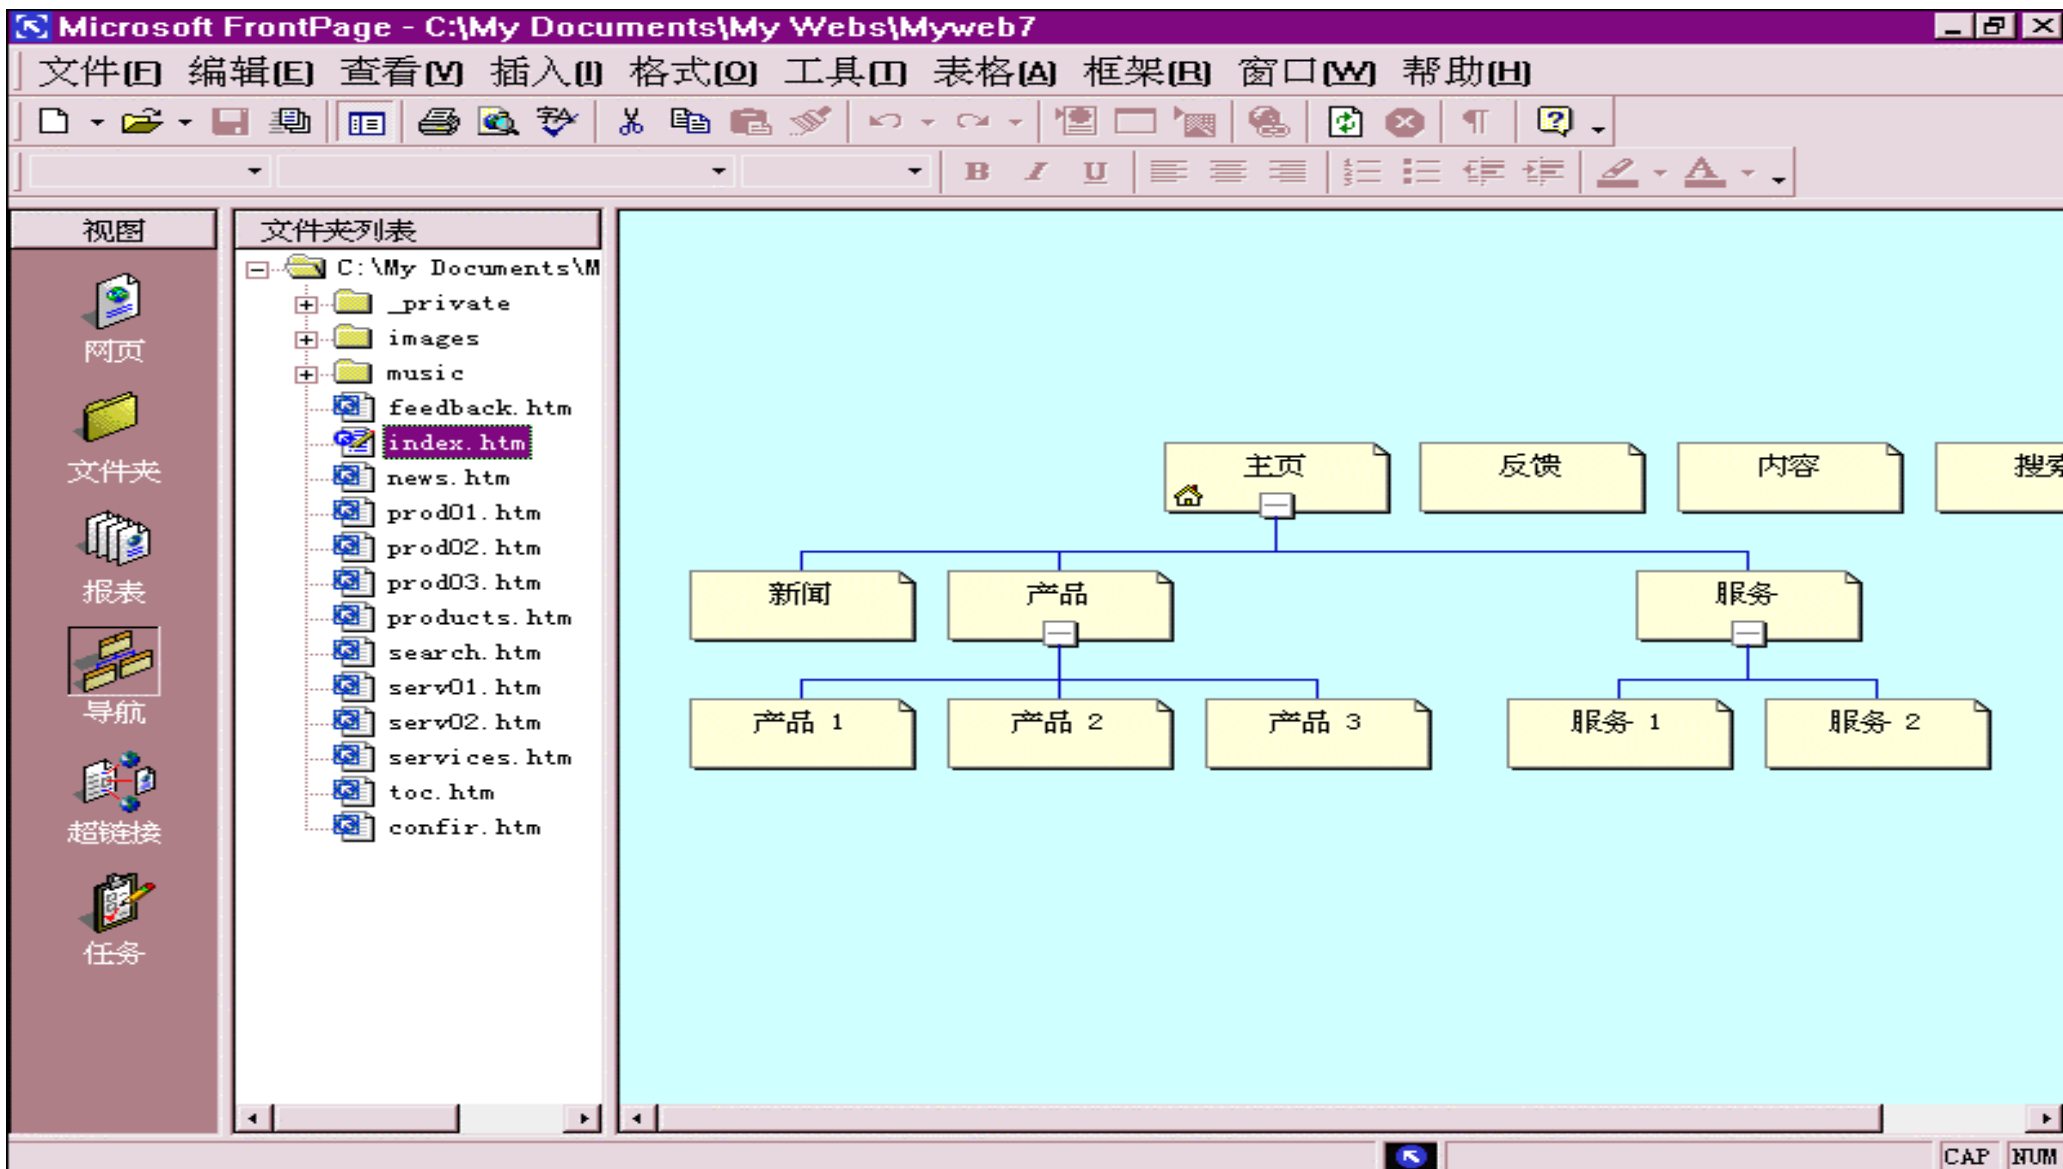 Microsoft FrontPage - C:\My Documents\My Webs\Myweb7
文件(F) 编辑(E) 查看(V) 插入(I) 格式(O) 工具(T) 表格(A) 框架(R) 窗口(W) 帮助(H)
B I U A
视图
网页
文件夹
报表
导航
超链接
任务
文件夹列表
C:\My Documents\M
_private
images
music
feedback.htm
index.htm
news.htm
prod01.htm
prod02.htm
prod03.htm
products.htm
search.htm
serv01.htm
serv02.htm
services.htm
toc.htm
confir.htm
主页 反馈 内容 搜索
新闻 产品 服务
产品 1 产品 2 产品 3 服务 1 服务 2
CAP NUM